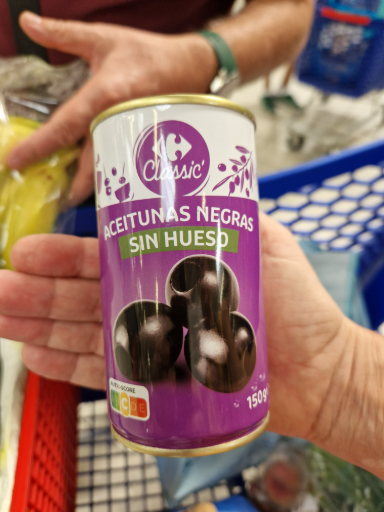 Classic'
ACEITUNAS NEGRAS
SIN HUESO
NUTRI-SCORE
C D E
150g